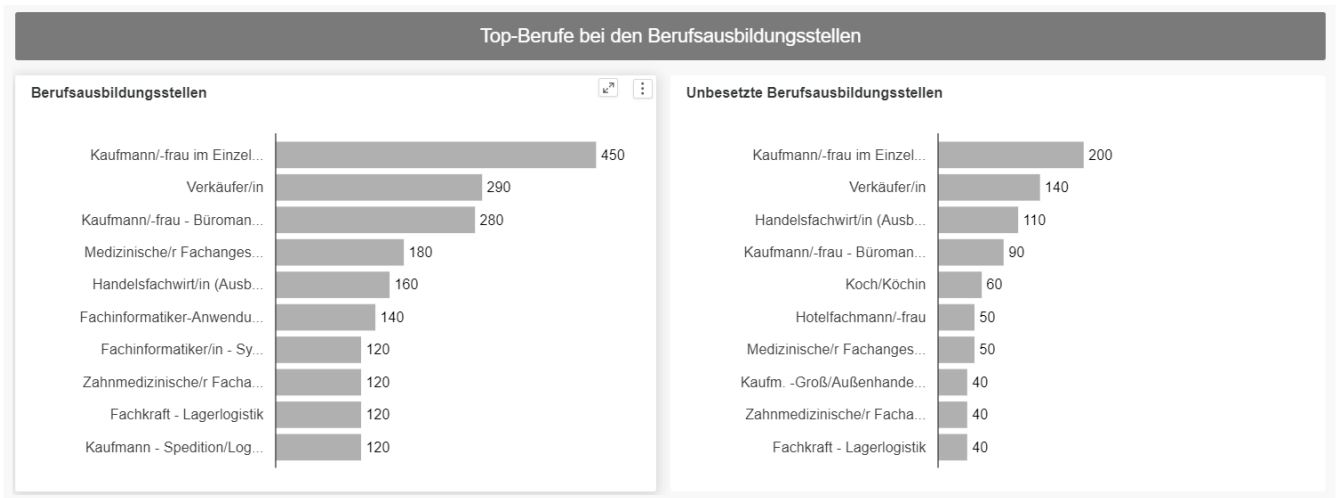 Top-Berufe bei den Berufsausbildungsstellen
Berufsausbildungsstellen
Kaufmann/-frau im Einzel... 450
Verkäufer/in 290
Kaufmann/-frau - Büroman... 280
Medizinische/r Fachanges... 180
Handelsfachwirt/in (Ausb... 160
Fachinformatiker-Anwendu... 140
Fachinformatiker/in - Sy... 120
Zahnmedizinische/r Facha... 120
Fachkraft - Lagerlogistik 120
Kaufmann - Spedition/Log... 120
Unbesetzte Berufsausbildungsstellen
Kaufmann/-frau im Einzel... 200
Verkäufer/in 140
Handelsfachwirt/in (Ausb... 110
Kaufmann/-frau - Büroman... 90
Koch/Köchin 60
Hotelfachmann/-frau 50
Medizinische/r Fachanges... 50
Kaufm. -Groß/Außenhande... 40
Zahnmedizinische/r Facha... 40
Fachkraft - Lagerlogistik 40